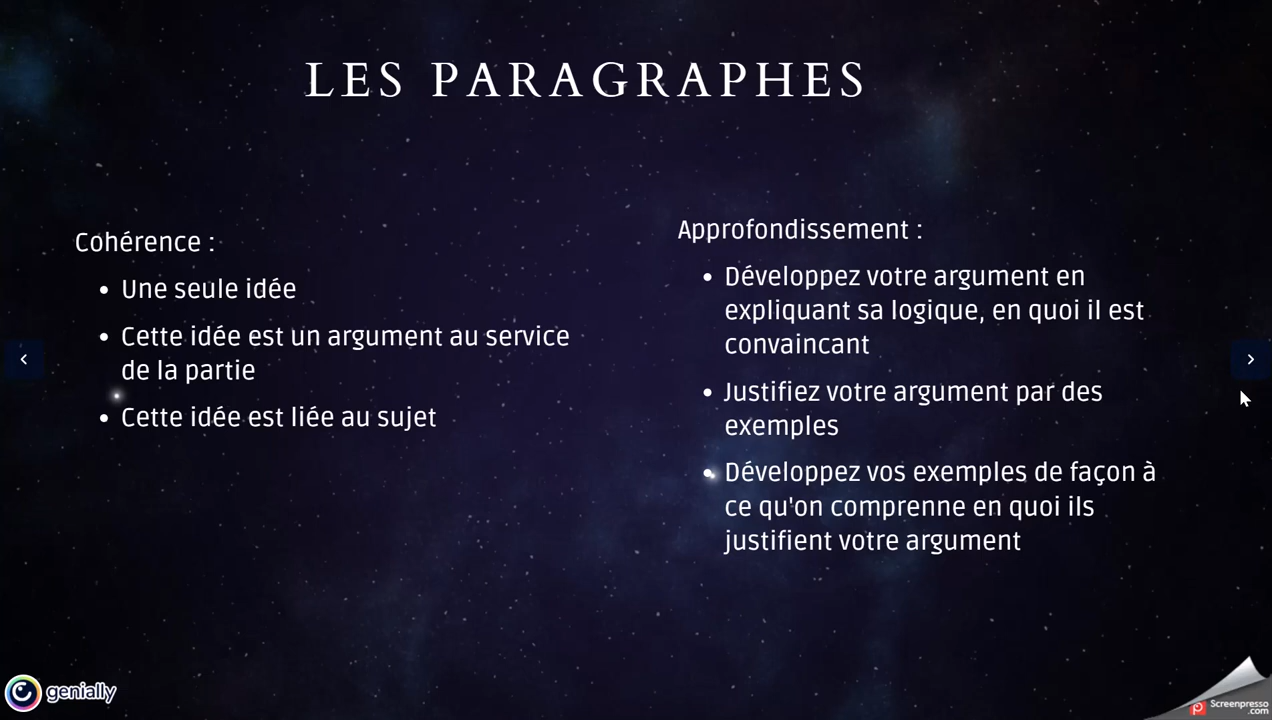 LES PARAGRAPHES
Cohérence :
• Une seule idée
• Cette idée est un argument au service
de la partie
• Cette idée est liée au sujet
Approfondissement :
• Développez votre argument en
expliquant sa logique, en quoi il est
convaincant
• Justifiez votre argument par des
exemples
• Développez vos exemples de façon à
ce qu'on comprenne en quoi ils
justifient votre argument
genially
Screenpresso
.com